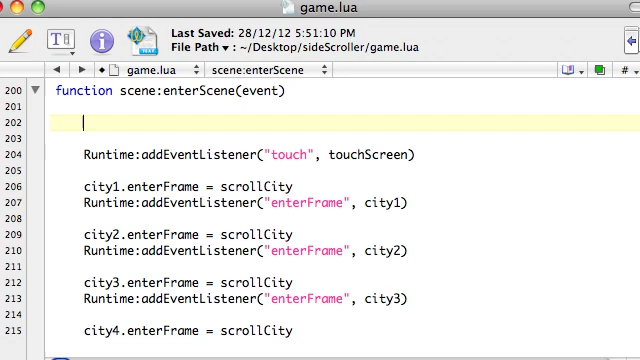 game.lua
Last Saved: 28/12/12 5:51:10 PM
File Path ▾ : ~/Desktop/sideScroller/game.lua
game.lua scene:enterScene #
200 function scene:enterScene(event)
201
202
203
204 Runtime:addEventListener("touch", touchScreen)
205
206 city1.enterFrame = scrollCity
207 Runtime:addEventListener("enterFrame", city1)
208
209 city2.enterFrame = scrollCity
210 Runtime:addEventListener("enterFrame", city2)
211
212 city3.enterFrame = scrollCity
213 Runtime:addEventListener("enterFrame", city3)
214
215 city4.enterFrame = scrollCity